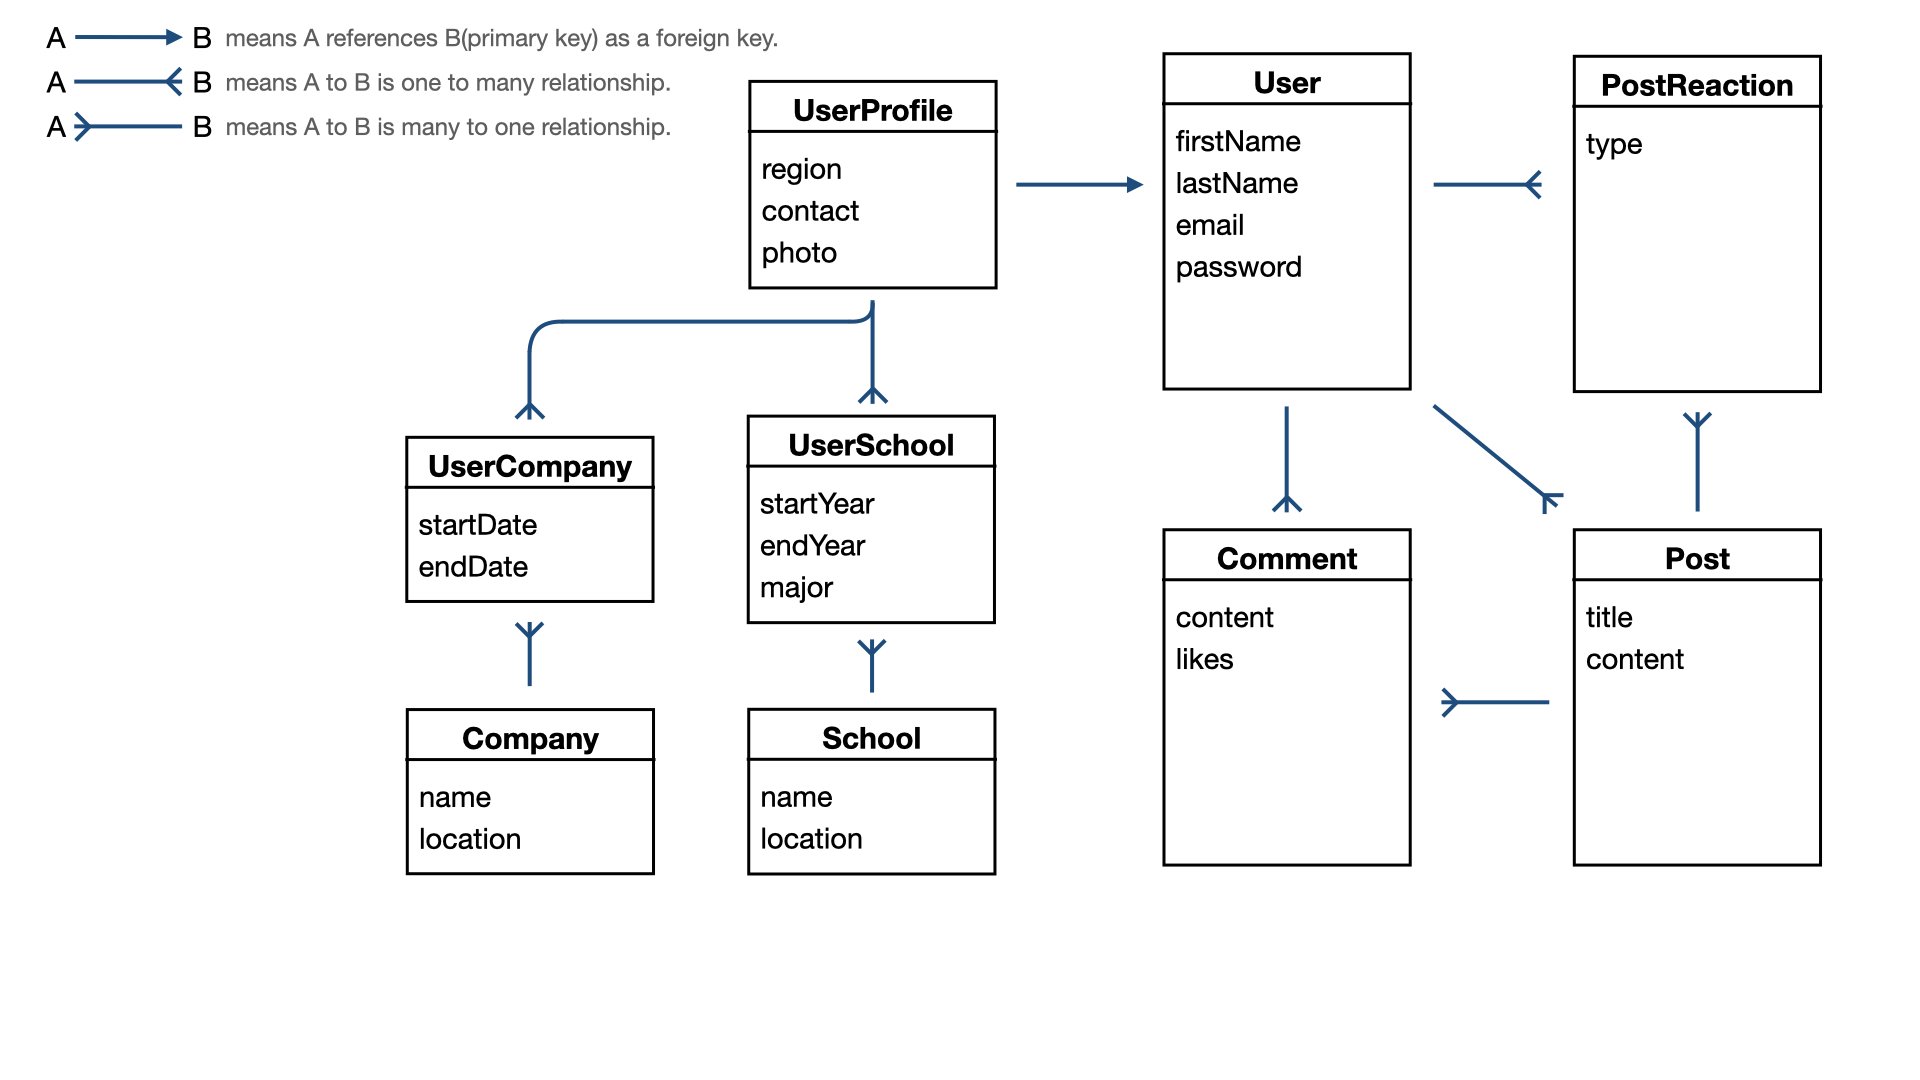 A B means A references B(primary key) as a foreign key.
A B means A to B is one to many relationship.
A B means A to B is many to one relationship.
UserProfile
region
contact
photo
User
firstName
lastName
email
password
PostReaction
type
UserCompany
startDate
endDate
UserSchool
startYear
endYear
major
Comment
content
likes
Post
title
content
Company
name
location
School
name
location